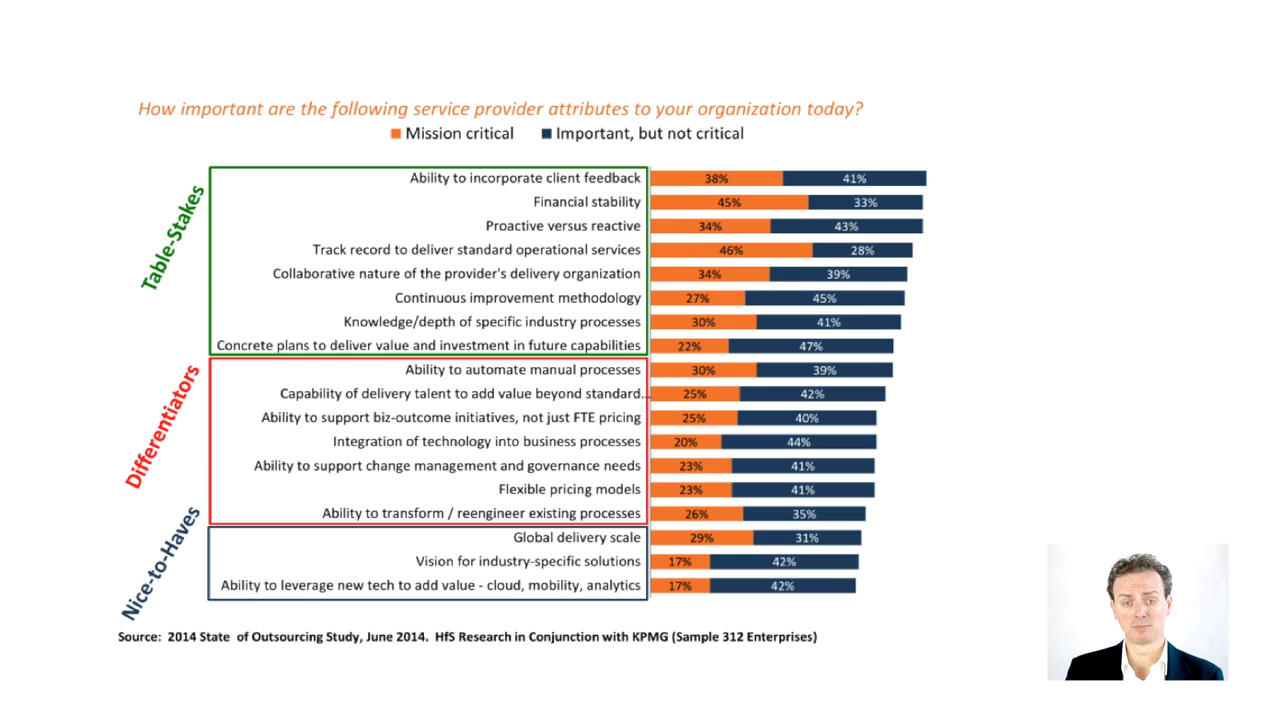 How important are the following service provider attributes to your organization today?
Mission critical Important, but not critical
Table-Stakes
Ability to incorporate client feedback 38% 41%
Financial stability 45% 33%
Proactive versus reactive 34% 43%
Track record to deliver standard operational services 46% 28%
Collaborative nature of the provider's delivery organization 34% 39%
Continuous improvement methodology 27% 45%
Knowledge/depth of specific industry processes 30% 41%
Concrete plans to deliver value and investment in future capabilities 22% 47%
Differentiators
Ability to automate manual processes 30% 39%
Capability of delivery talent to add value beyond standard... 25% 42%
Ability to support biz-outcome initiatives, not just FTE pricing 25% 40%
Integration of technology into business processes 20% 44%
Ability to support change management and governance needs 23% 41%
Flexible pricing models 23% 41%
Ability to transform / reengineer existing processes 26% 35%
Nice-to-Haves
Global delivery scale 29% 31%
Vision for industry-specific solutions 17% 42%
Ability to leverage new tech to add value - cloud, mobility, analytics 17% 42%
Source: 2014 State of Outsourcing Study, June 2014. HfS Research in Conjunction with KPMG (Sample 312 Enterprises)